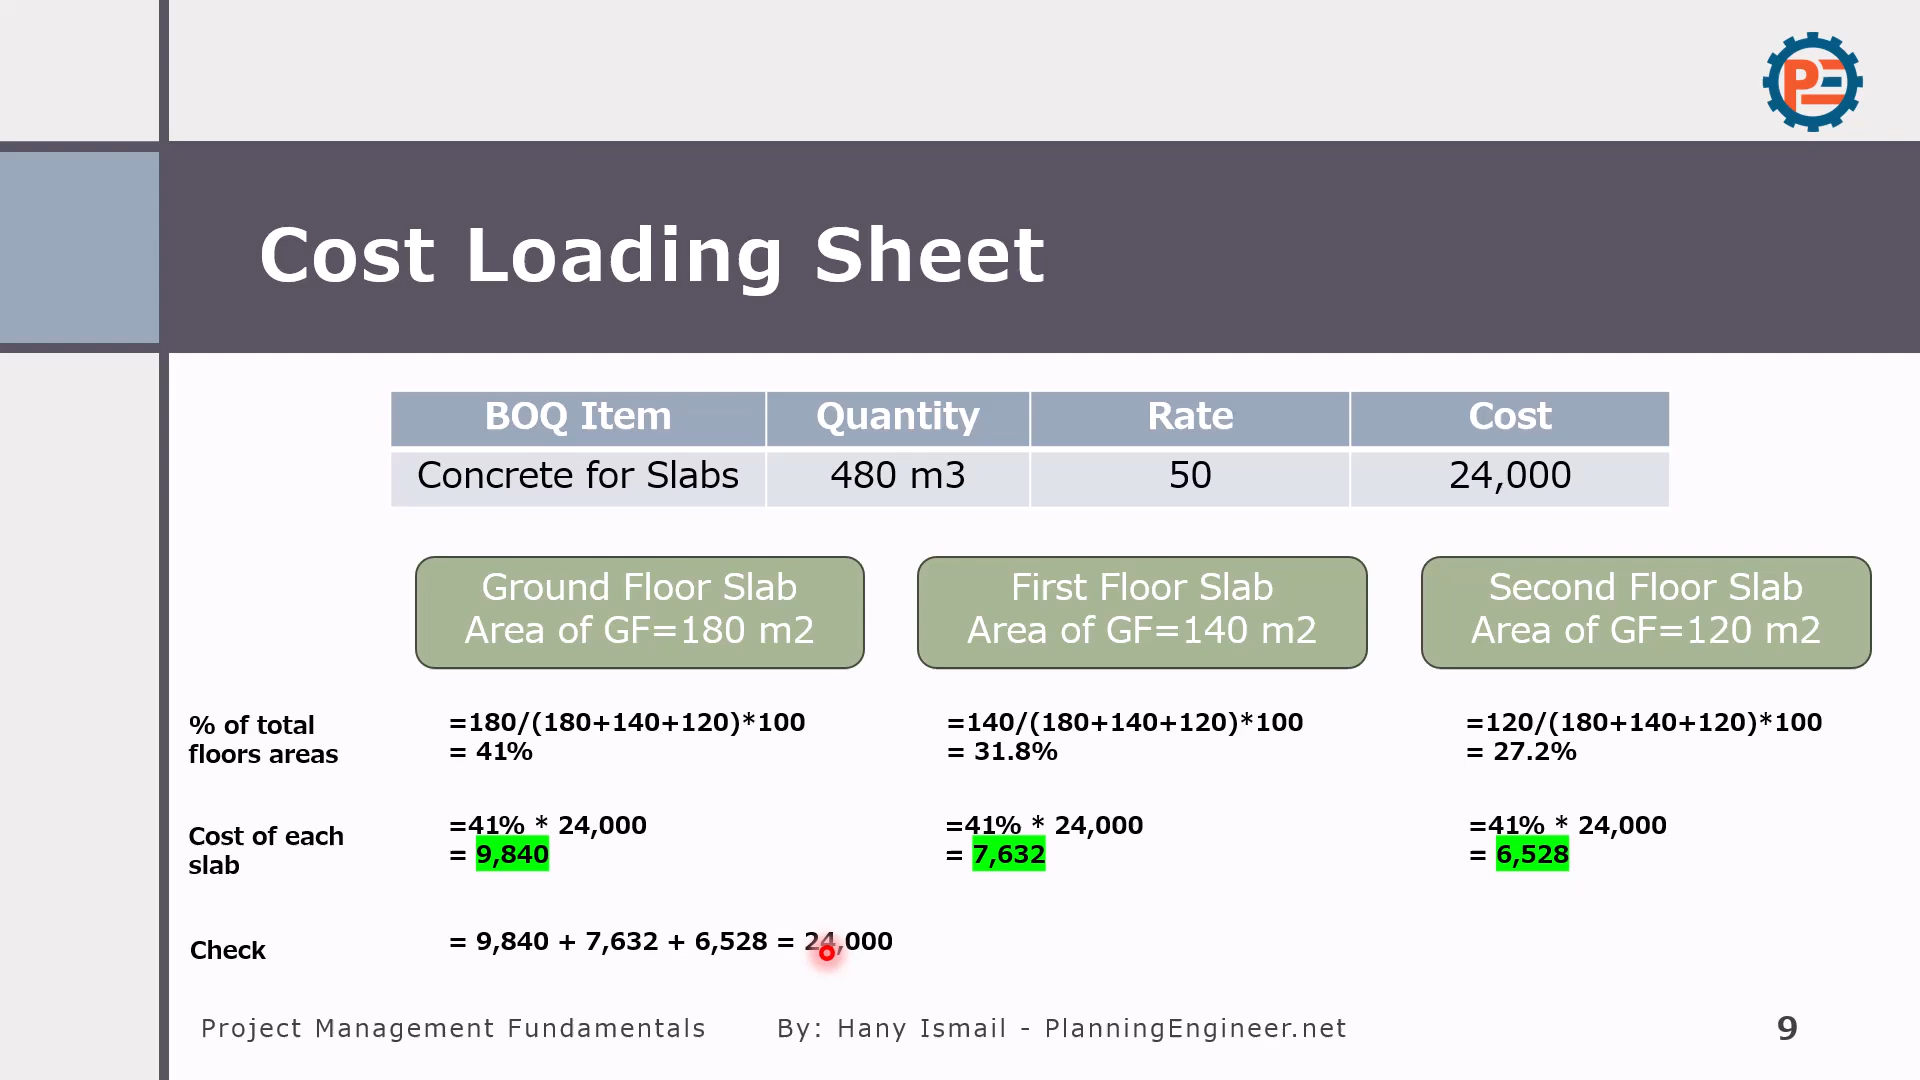 PE
Cost Loading Sheet
BOQ Item Quantity Rate Cost
Concrete for Slabs 480 m3 50 24,000
Ground Floor Slab
Area of GF=180 m2
First Floor Slab
Area of GF=140 m2
Second Floor Slab
Area of GF=120 m2
% of total
floors areas
=180/(180+140+120)*100
= 41%
=140/(180+140+120)*100
= 31.8%
=120/(180+140+120)*100
= 27.2%
Cost of each
slab
=41% * 24,000
= 9,840
=41% * 24,000
= 7,632
=41% * 24,000
= 6,528
Check
= 9,840 + 7,632 + 6,528 = 24,000
Project Management Fundamentals By: Hany Ismail - PlanningEngineer.net 9